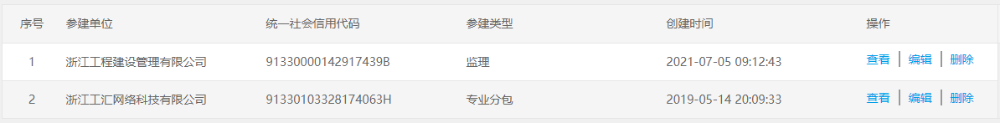 序号 参建单位 统一社会信用代码 参建类型 创建时间 操作
1 浙江工程建设管理有限公司 91330000142917439B 监理 2021-07-05 09:12:43 查看 | 编辑 | 删除
2 浙江工汇网络科技有限公司 91330103328174063H 专业分包 2019-05-14 20:09:33 查看 | 编辑 | 删除